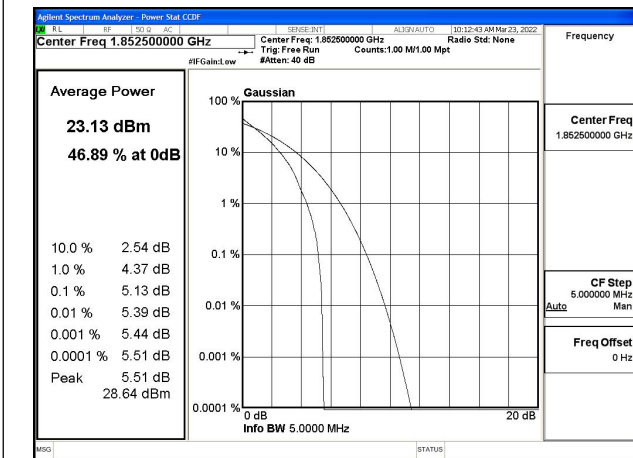 Agilent Spectrum Analyzer - Power Stat CCDF
RL RF 50 Ω AC SENSE:INT ALIGN AUTO 10:12:43 AM Mar 23, 2022
Center Freq 1.852500000 GHz
Center Freq: 1.852500000 GHz Radio Std: None
Trig: Free Run Counts:1.00 M/1.00 Mpt
#IFGain:Low #Atten: 40 dB
Frequency
Average Power
23.13 dBm
46.89 % at 0dB
10.0 % 2.54 dB
1.0 % 4.37 dB
0.1 % 5.13 dB
0.01 % 5.39 dB
0.001 % 5.44 dB
0.0001 % 5.51 dB
Peak 5.51 dB
28.64 dBm
Gaussian
100 %
10 %
1 %
0.1 %
0.01 %
0.001 %
0.0001 %
0 dB 20 dB
Info BW 5.0000 MHz
Center Freq
1.852500000 GHz
CF Step
5.000000 MHz
Auto Man
Freq Offset
0 Hz
MSG STATUS